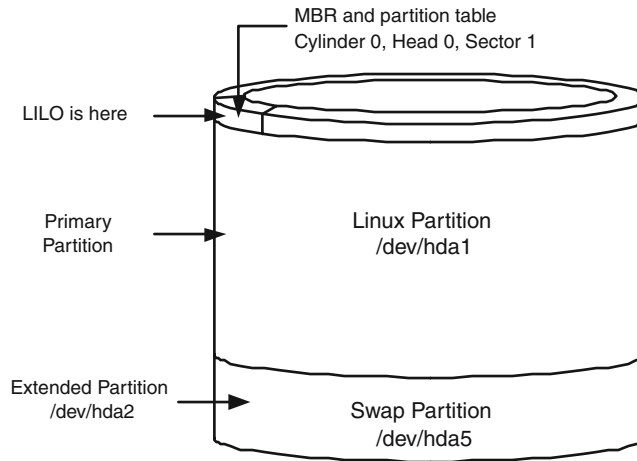 MBR and partition table
Cylinder 0, Head 0, Sector 1
LILO is here
Primary
Partition
Linux Partition
/dev/hda1
Extended Partition
/dev/hda2
Swap Partition
/dev/hda5